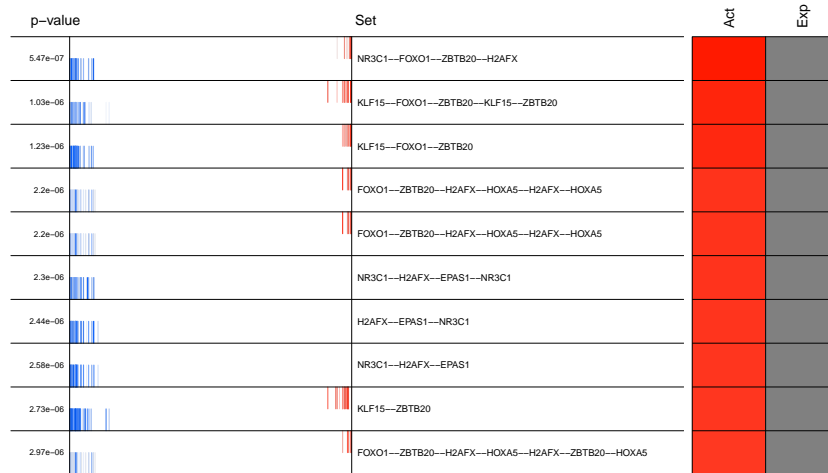 p-value Set Act Exp
5.47e-07 NR3C1--FOXO1--ZBTB20--H2AFX
1.03e-06 KLF15--FOXO1--ZBTB20--KLF15--ZBTB20
1.23e-06 KLF15--FOXO1--ZBTB20
2.2e-06 FOXO1--ZBTB20--H2AFX--HOXA5--H2AFX--HOXA5
2.2e-06 FOXO1--ZBTB20--H2AFX--HOXA5--H2AFX--HOXA5
2.3e-06 NR3C1--H2AFX--EPAS1--NR3C1
2.44e-06 H2AFX--EPAS1--NR3C1
2.58e-06 NR3C1--H2AFX--EPAS1
2.73e-06 KLF15--ZBTB20
2.97e-06 FOXO1--ZBTB20--H2AFX--HOXA5--H2AFX--ZBTB20--HOXA5